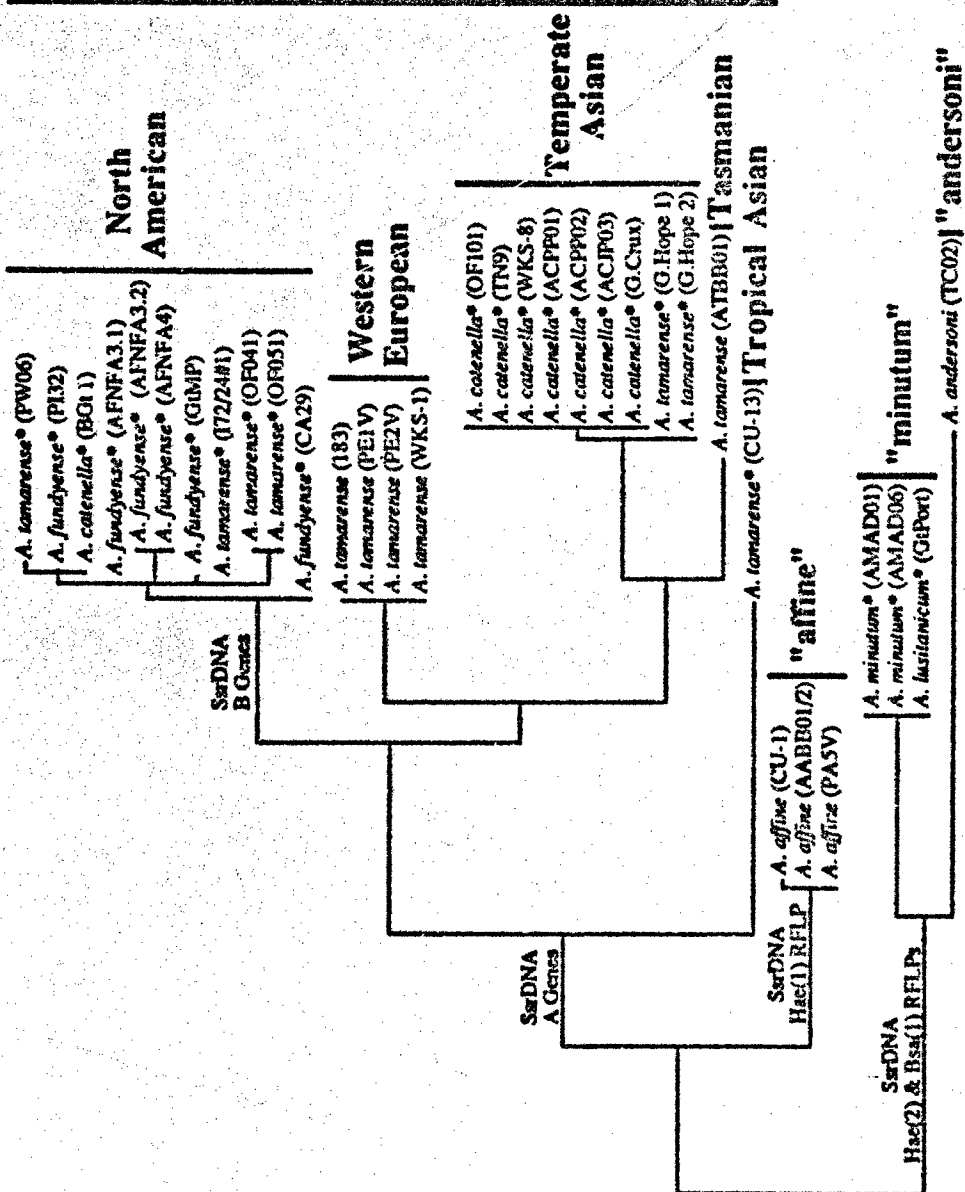 North
American
A. tamarense* (PW06)
A. fundyense* (PI32)
A. catenella* (BGt 1)
A. fundyense* (AFNFA3.1)
A. fundyense* (AFNFA3.2)
A. fundyense* (AFNFA4)
A. fundyense* (GtMP)
A. tamarense* (172/24#1)
A. tamarense* (OF041)
A. tamarense* (OF051)
A. fundyense* (CA29)
SsrDNA
B Genes
Western
European
A. tamarense (183)
A. tamarense (PE1V)
A. tamarense (PE2V)
A. tamarense (WKS-1)
Temperate
Asian
A. catenella* (OF101)
A. catenella* (TN9)
A. catenella* (WKS-8)
A. catenella* (ACPP01)
A. catenella* (ACPP02)
A. catenella* (ACJP03)
A. catenella* (G.Crux)
A. tamarense* (G.Hope 1)
A. tamarense* (G.Hope 2)
A. tamarense (ATBB01) Tasmanian
A. tamarense* (CU-13) Tropical Asian
SsrDNA
A Genes
"affine"
A. affine (CU-1)
A. affine (AABB01/2)
A. affine (PA5V)
SsrDNA
Hae(1) RFLP
"minutum"
A. minutum* (AMAD01)
A. minutum* (AMAD06)
A. lusitanicum* (GtPort)
SsrDNA
Hae(2) & Bsa(1) RFLPs
A. andersoni (TC02) "andersoni"